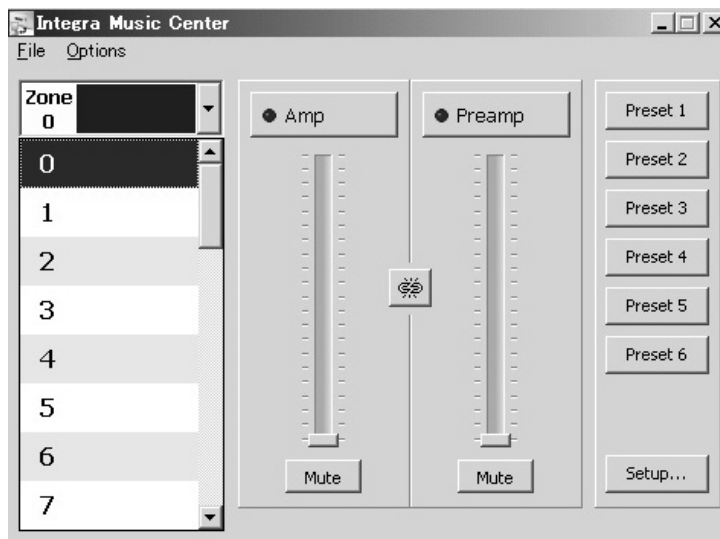 Integra Music Center
File Options
Zone
0
0
1
2
3
4
5
6
7
Amp
Mute
Preamp
Mute
Preset 1
Preset 2
Preset 3
Preset 4
Preset 5
Preset 6
Setup...